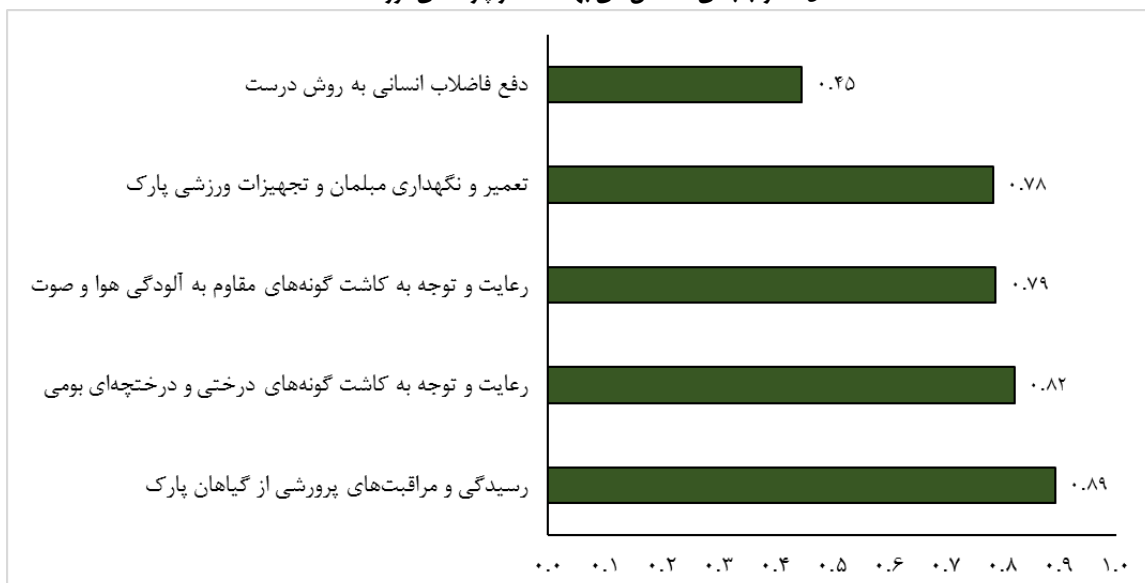 دفع فاضلاب انسانی به روش درست
۰.۴۵
تعمیر و نگهداری مبلمان و تجهیزات ورزشی پارک
۰.۷۸
رعایت و توجه به کاشت گونه‌های مقاوم به آلودگی هوا و صوت
۰.۷۹
رعایت و توجه به کاشت گونه‌های درختی و درختچه‌ای بومی
۰.۸۲
رسیدگی و مراقبت‌های پرورشی از گیاهان پارک
۰.۸۹
۰.۰ ۰.۱ ۰.۲ ۰.۳ ۰.۴ ۰.۵ ۰.۶ ۰.۷ ۰.۸ ۰.۹ ۱.۰